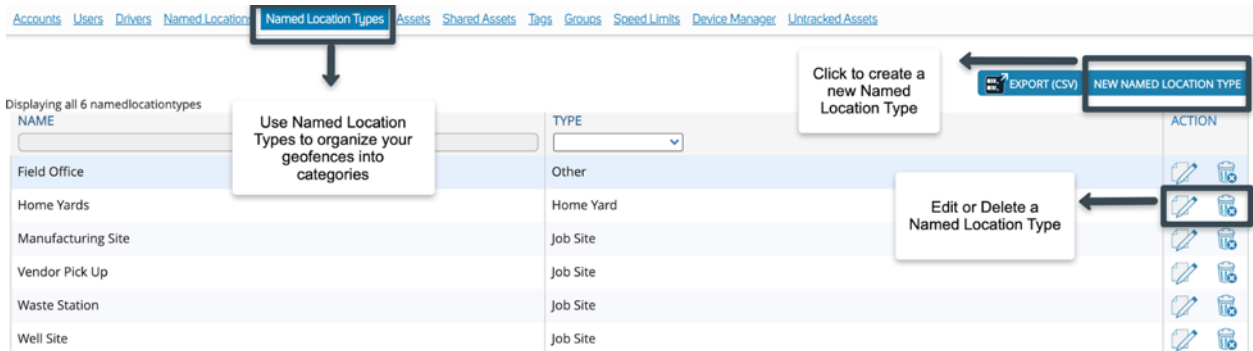 Accounts Users Drivers Named Locations Named Location Types Assets Shared Assets Tags Groups Speed Limits Device Manager Untracked Assets
Click to create a
new Named
Location Type
EXPORT (CSV) NEW NAMED LOCATION TYPE
Displaying all 6 namedlocationtypes
NAME TYPE ACTION
Use Named Location
Types to organize your
geofences into
categories
Field Office Other
Home Yards Home Yard
Edit or Delete a
Named Location Type
Manufacturing Site Job Site
Vendor Pick Up Job Site
Waste Station Job Site
Well Site Job Site